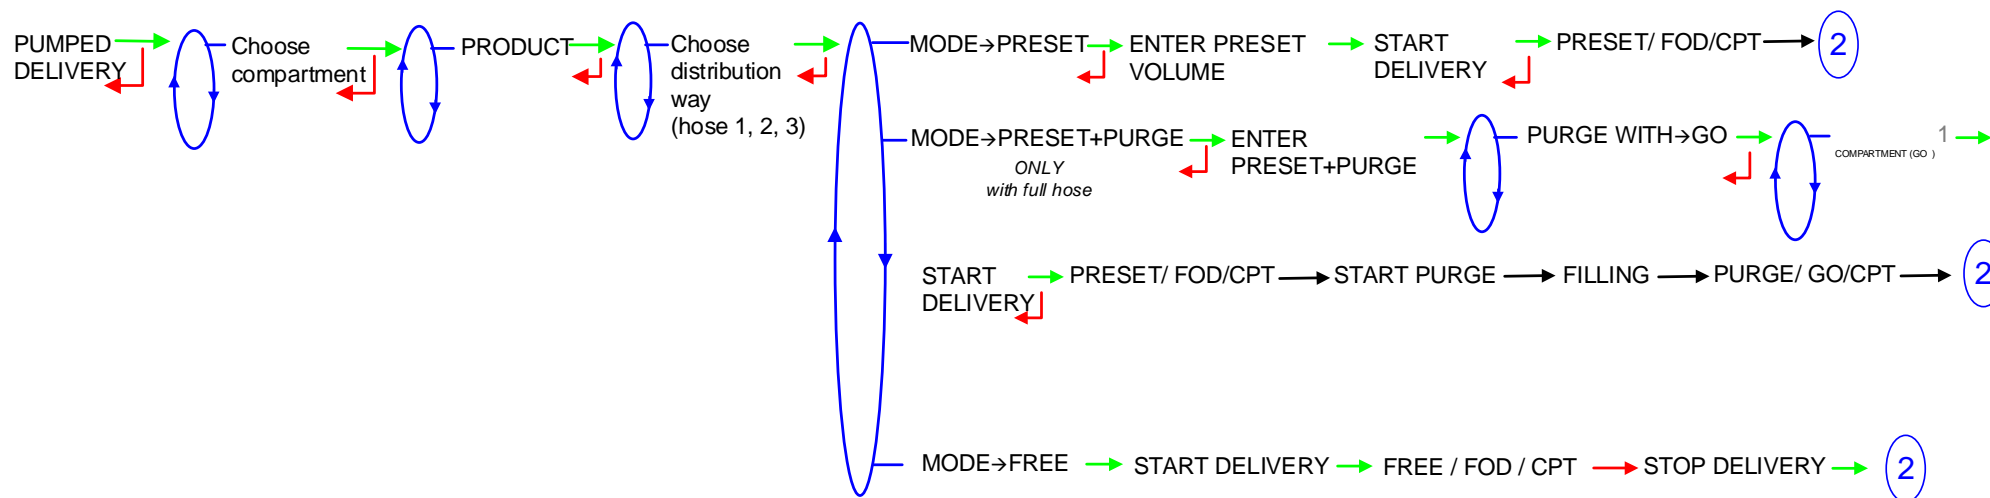 PUMPED
DELIVERY
Choose
compartment
PRODUCT
Choose
distribution
way
(hose 1, 2, 3)
MODE→PRESET
ENTER PRESET
VOLUME
START
DELIVERY
PRESET/ FOD/CPT
2
MODE→PRESET+PURGE
ONLY
with full hose
ENTER
PRESET+PURGE
PURGE WITH→GO
COMPARTMENT (GO )
1
START
DELIVERY
PRESET/ FOD/CPT
START PURGE
FILLING
PURGE/ GO/CPT
2
MODE→FREE
START DELIVERY
FREE / FOD / CPT
STOP DELIVERY
2